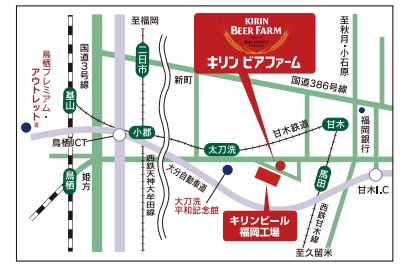 至福岡
KIRIN
BEER FARM
キリン ビアファーム
至秋月・小石原
鳥栖プレミアム・
アウトレット®
国道3号線
二日市
新町
国道386号線
基山
小郡
太刀洗
甘木鉄道
甘木
福岡銀行
鳥栖JCT
鳥栖
姫方
西鉄天神大牟田線
大分自動車道
大刀洗
平和記念館
馬田
甘木I.C
キリンビール
福岡工場
西鉄甘木線
至久留米